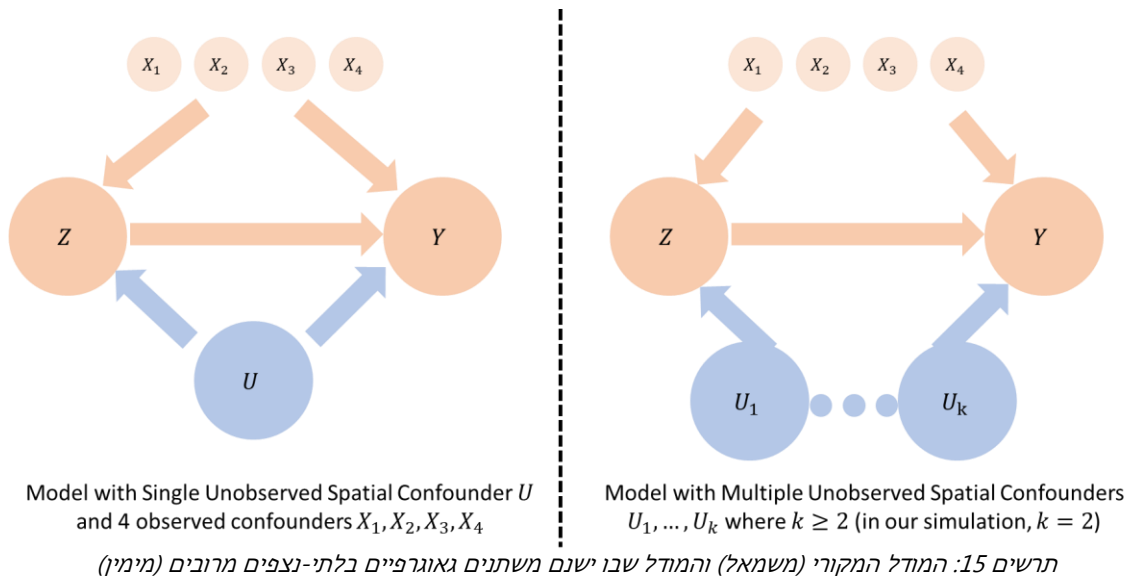 X₁ X₂ X₃ X₄
Z
Y
U
Model with Single Unobserved Spatial Confounder U
and 4 observed confounders X₁, X₂, X₃, X₄
X₁ X₂ X₃ X₄
Z
Y
U₁
Uₖ
Model with Multiple Unobserved Spatial Confounders
U₁, ..., Uₖ where k ≥ 2 (in our simulation, k = 2)
תרשים 15: המודל המקורי (משמאל) והמודל שבו ישנם משתנים גאוגרפיים בלתי-נצפים מרובים (מימין)